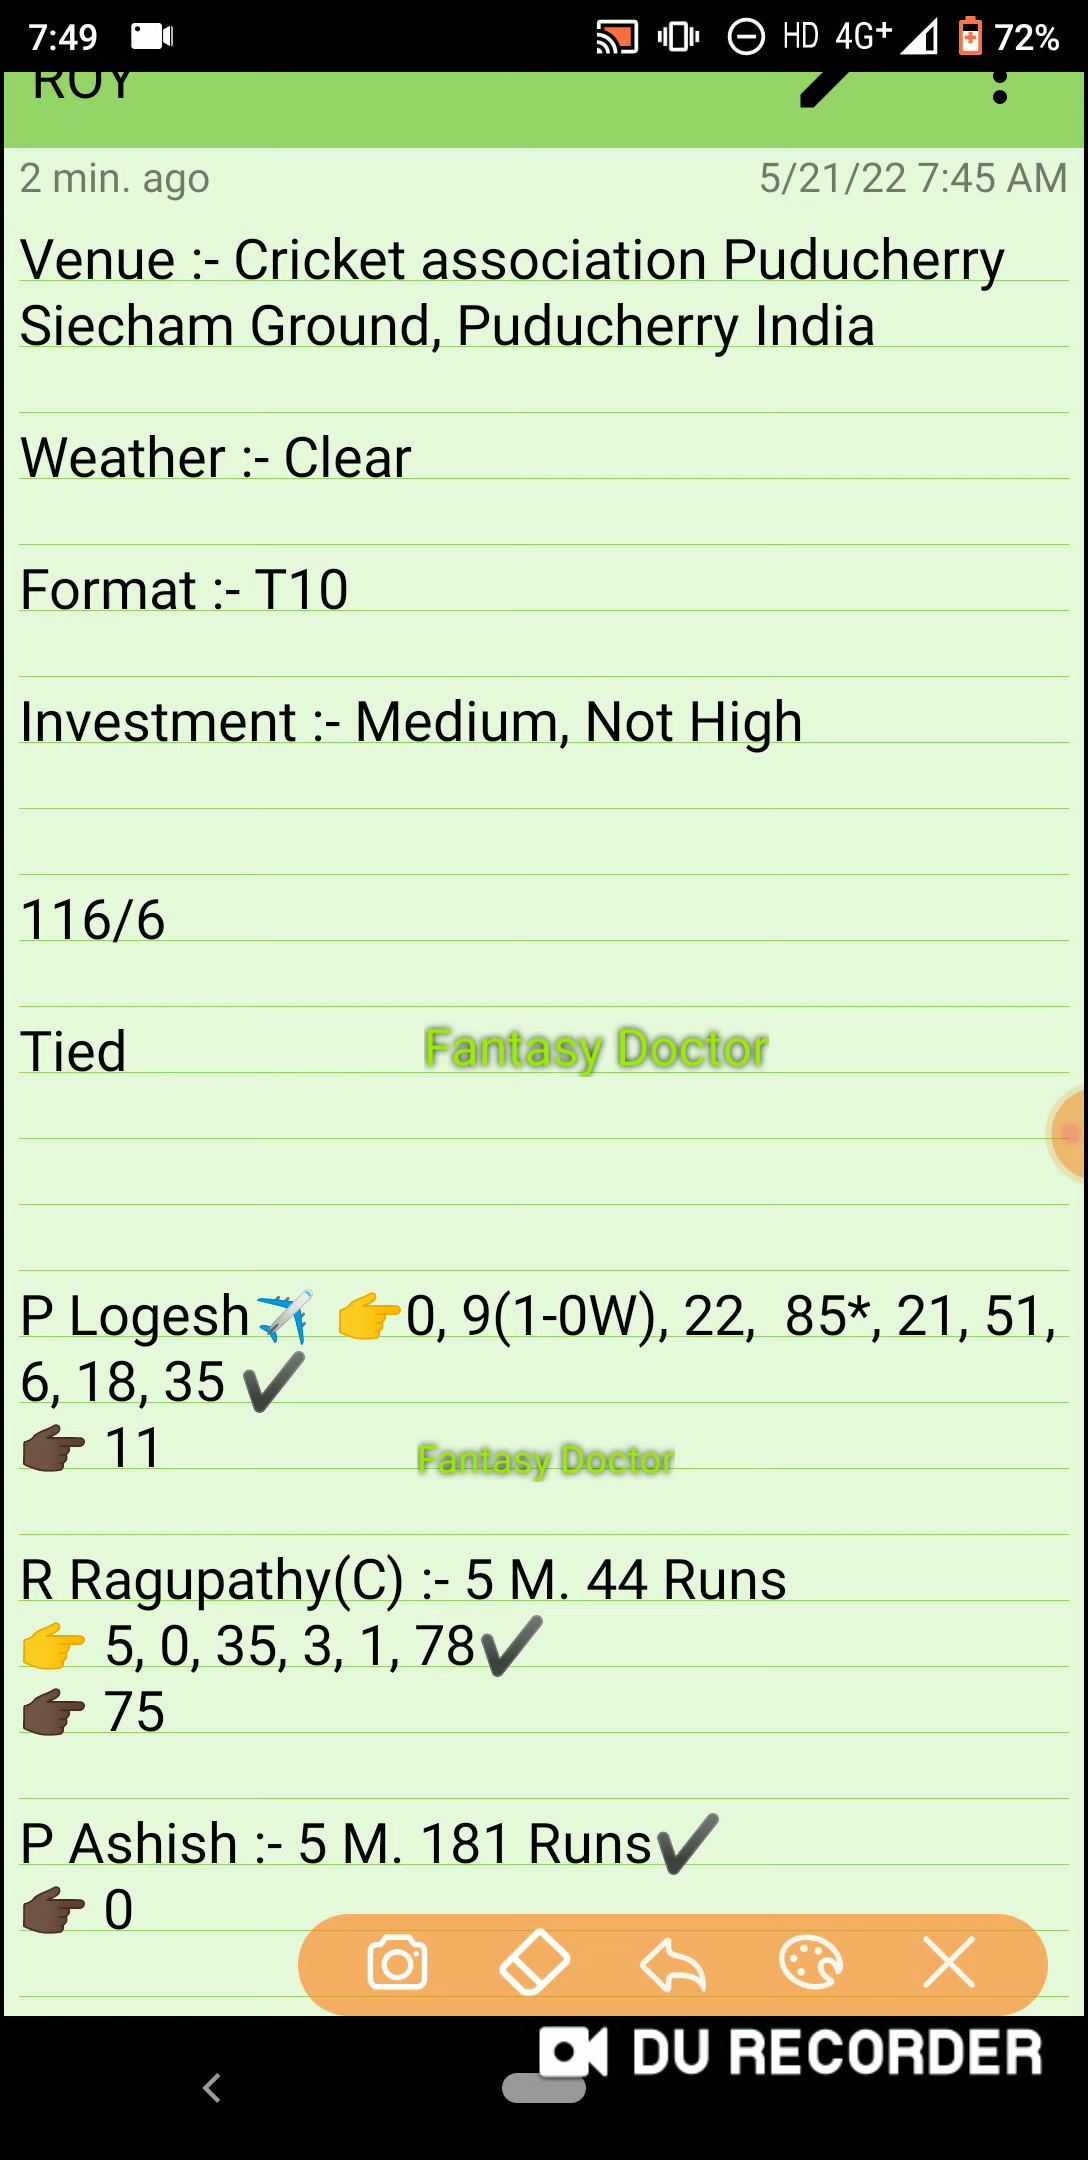 7:49 HD 4G+ 72%
ROY
2 min. ago 5/21/22 7:45 AM
Venue :- Cricket association Puducherry
Siecham Ground, Puducherry India
Weather :- Clear
Format :- T10
Investment :- Medium, Not High
116/6
Tied Fantasy Doctor
P Logesh✈️ 👉0, 9(1-0W), 22, 85*, 21, 51,
6, 18, 35 ✔️
👉🏿 11
Fantasy Doctor
R Ragupathy(C) :- 5 M. 44 Runs
👉 5, 0, 35, 3, 1, 78✔️
👉🏿 75
P Ashish :- 5 M. 181 Runs✔️
👉🏿 0
DU RECORDER